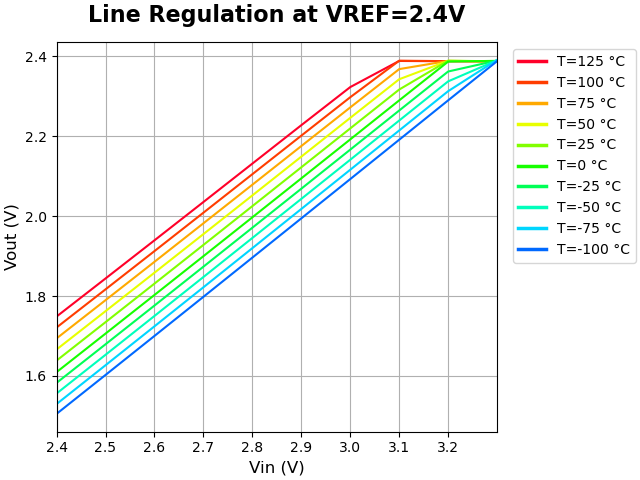 Line Regulation at VREF=2.4V
2.4
2.2
2.0
1.8
1.6
Vout (V)
2.4 2.5 2.6 2.7 2.8 2.9 3.0 3.1 3.2
Vin (V)
T=125 °C
T=100 °C
T=75 °C
T=50 °C
T=25 °C
T=0 °C
T=-25 °C
T=-50 °C
T=-75 °C
T=-100 °C